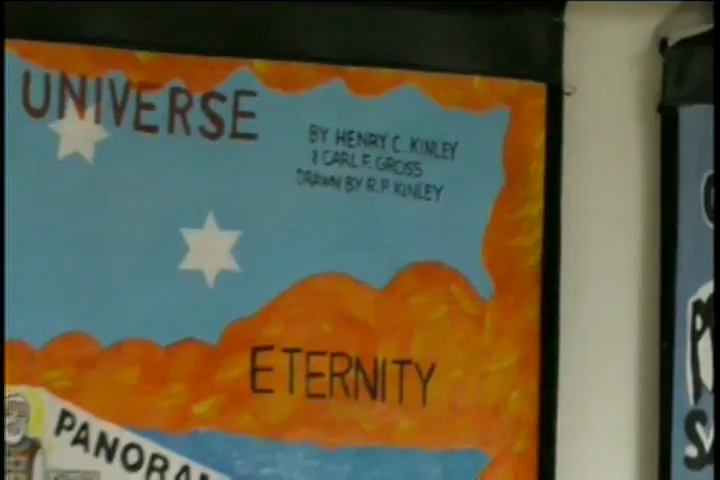 UNIVERSE
BY HENRY C. KINLEY
& CARL F. GROSS
DRAWN BY R.P. KINLEY
ETERNITY